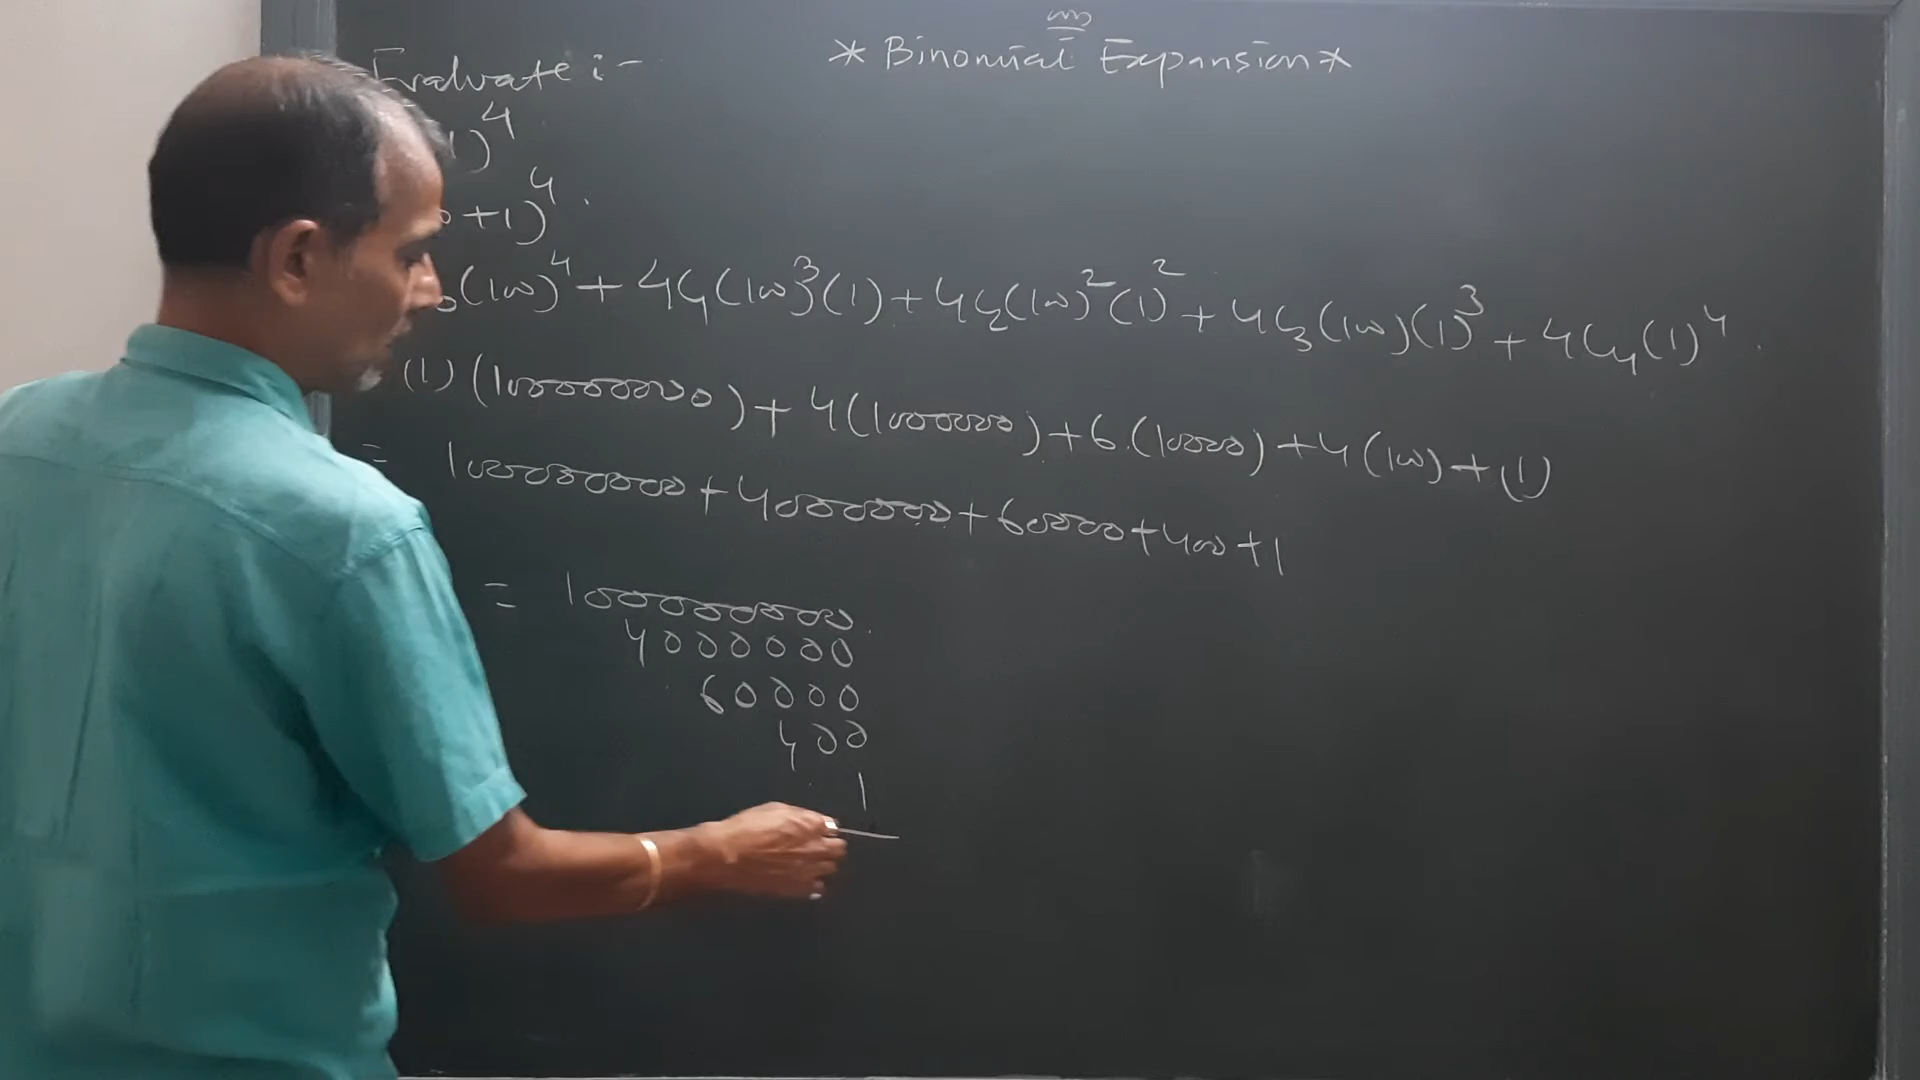 * Binomial Expansion *
Evaluate :-
1)^4
0 +1)^4.
(100)^4 + 4C1(100)^3(1) + 4C2(100)^2(1)^2 + 4C3(100)(1)^3 + 4C4(1)^4.
(1) (100000000) + 4(1000000) + 6.(10000) + 4(100) + (1)
= 100000000 + 4000000 + 60000 + 400 + 1
= 100000000
4000000
60000
400
1